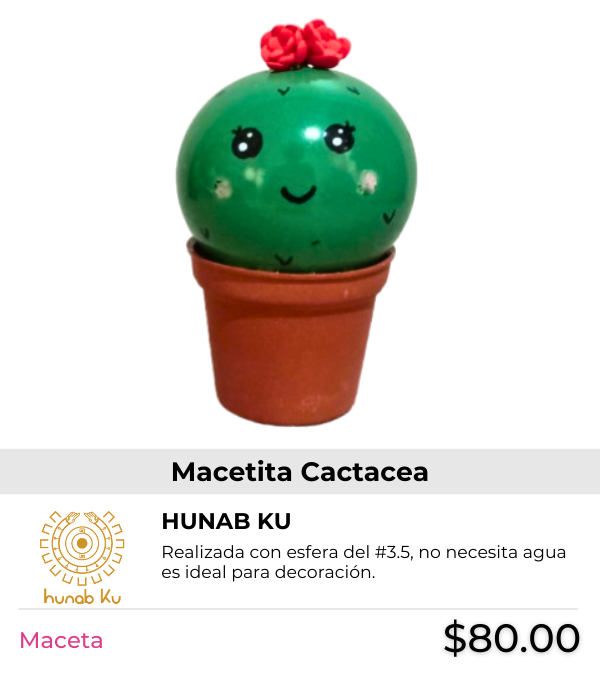 Macetita Cactacea
HUNAB KU
Realizada con esfera del #3.5, no necesita agua
es ideal para decoración.
hunab Ku
Maceta
$80.00